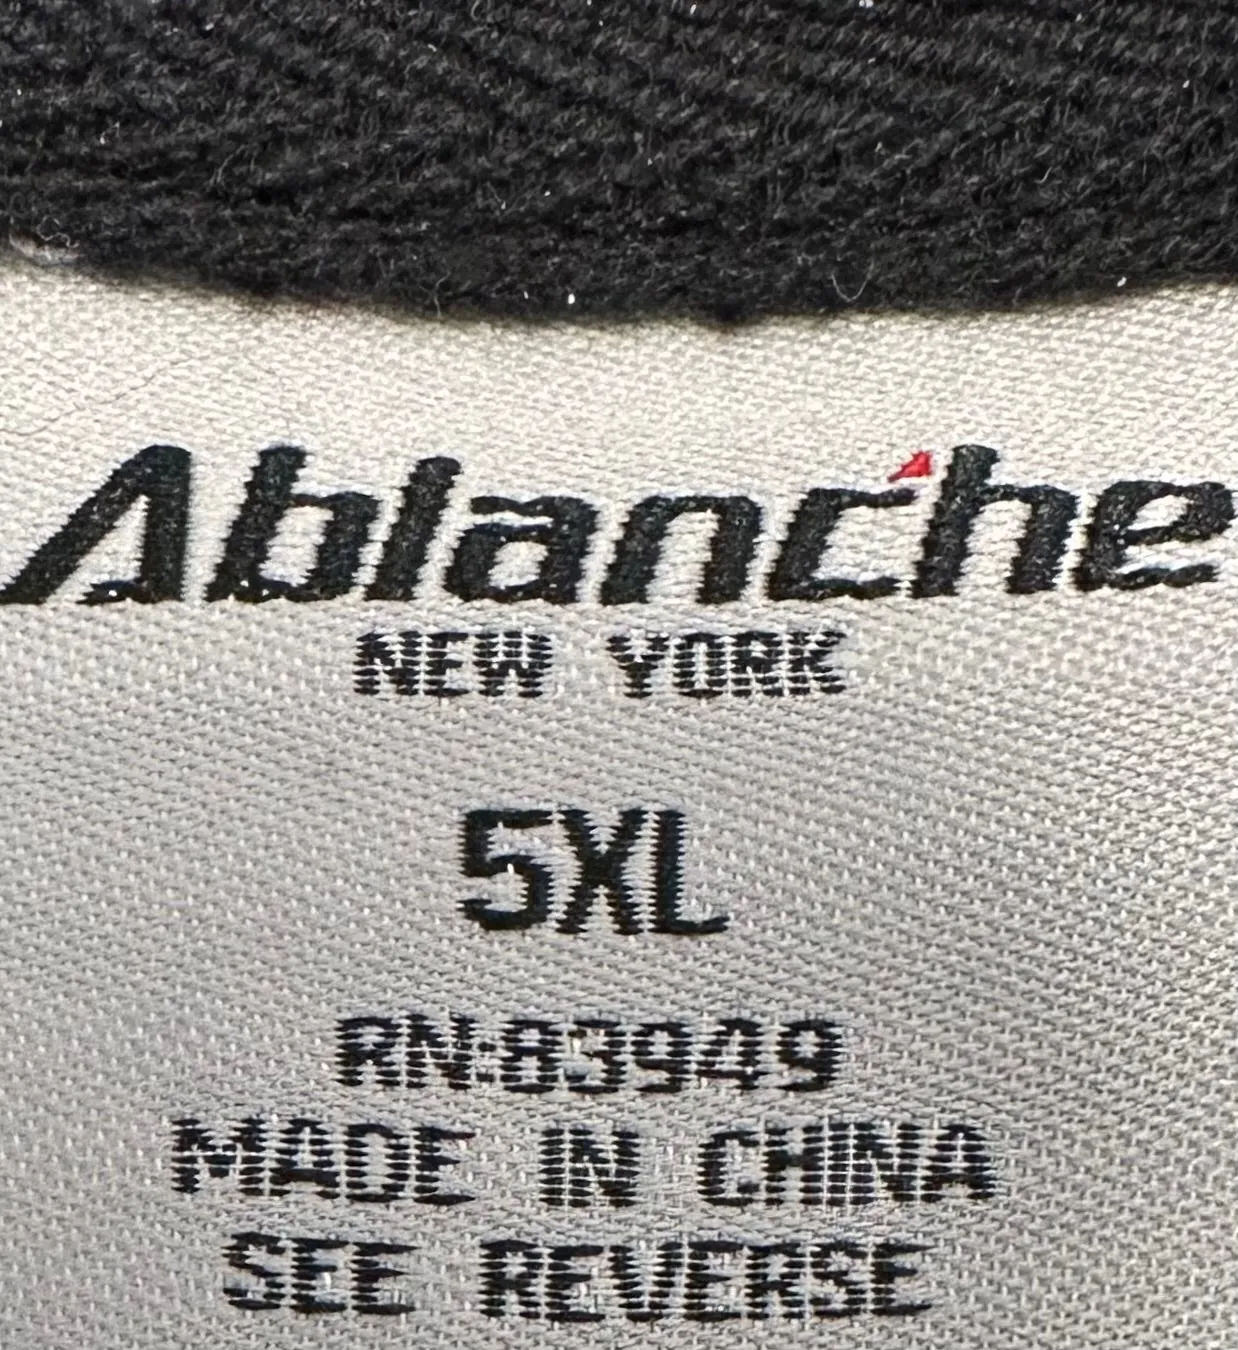 Ablanche
NEW YORK
5XL
RN:83949
MADE IN CHINA
SEE REVERSE